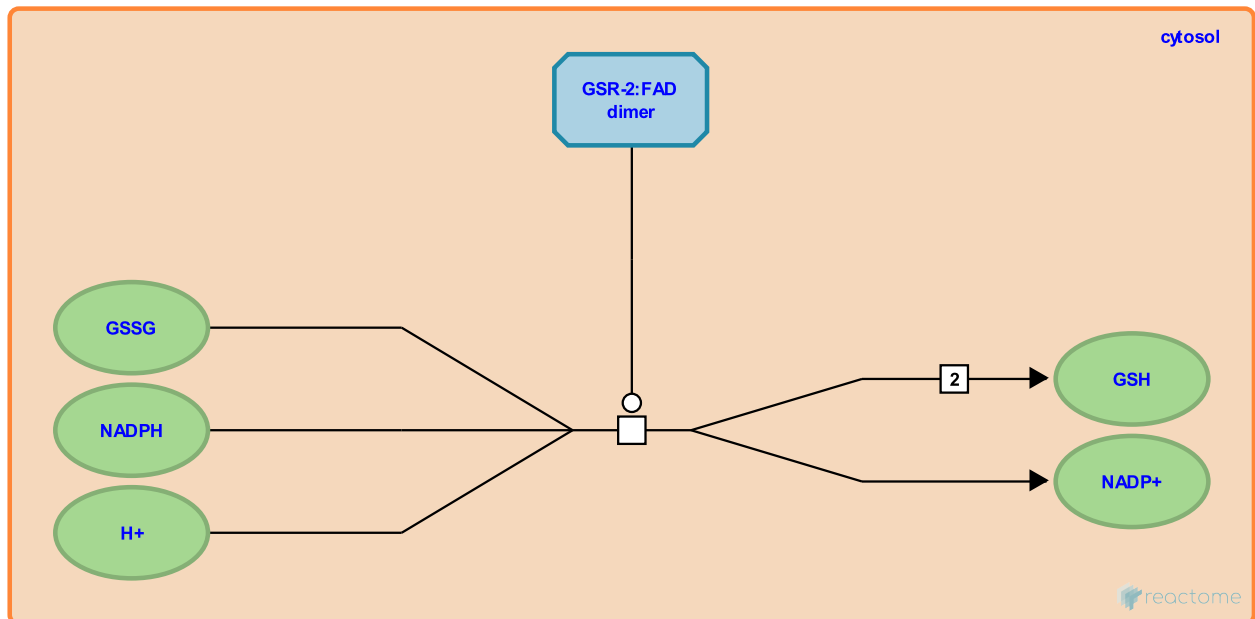 cytosol
GSR-2:FAD
dimer
GSSG
NADPH
H+
2
GSH
NADP+
reactome